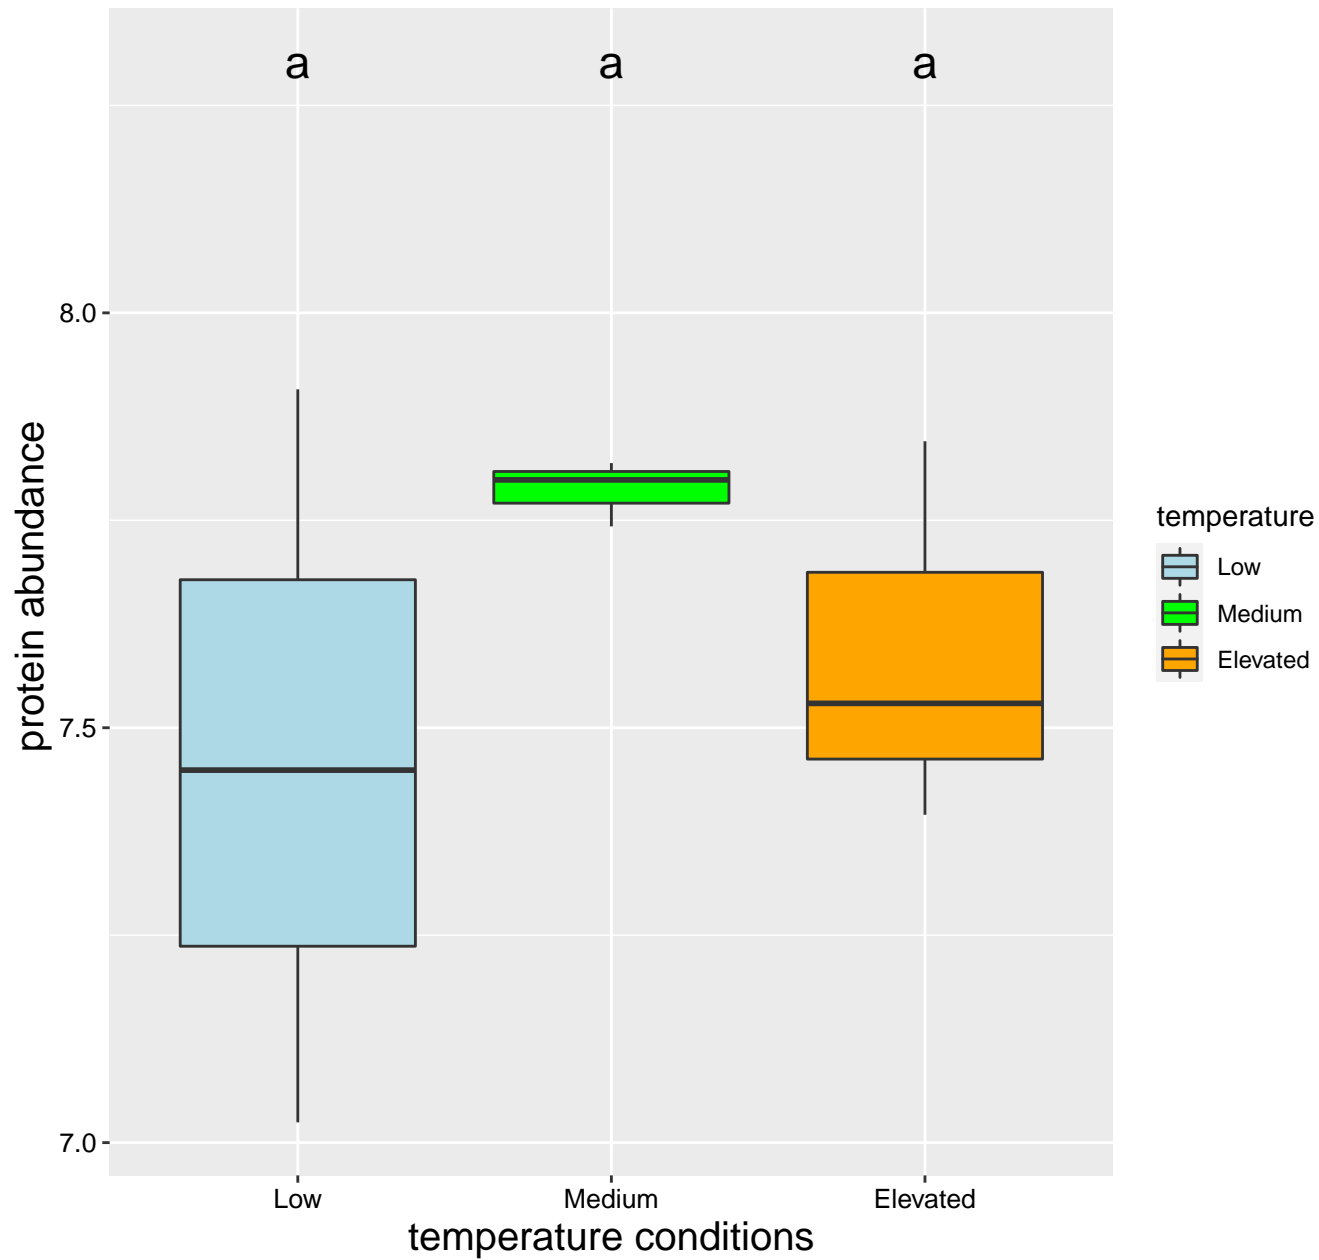 a a a
8.0
7.5
7.0
protein abundance
Low Medium Elevated
temperature conditions
temperature
Low
Medium
Elevated